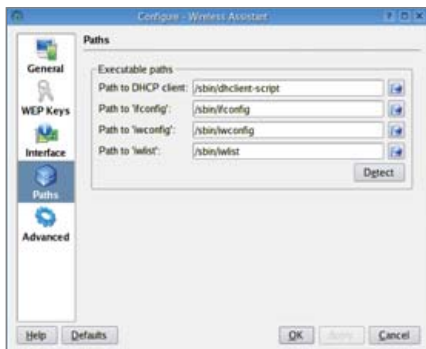 Configure - Wireless Assistant
General
WEP Keys
Interface
Paths
Advanced
Paths
Executable paths
Path to DHCP client: /sbin/dhclient-script
Path to 'ifconfig': /sbin/ifconfig
Path to 'iwconfig': /sbin/iwconfig
Path to 'iwlist': /sbin/iwlist
Detect
Help Defaults OK Apply Cancel